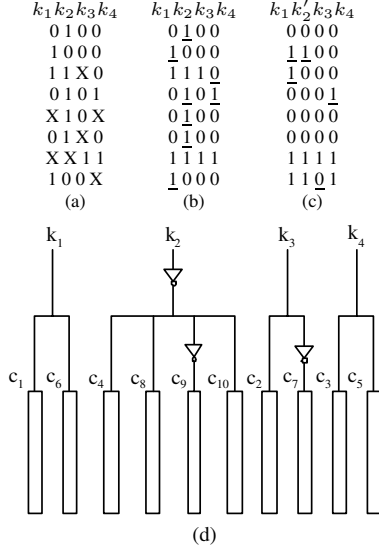 k1k2k3k4 k1k2k3k4 k1k2′k3k4
0 1 0 0 0 1 0 0 0 0 0 0
1 0 0 0 1 0 0 0 1 1 0 0
1 1 X 0 1 1 1 0 1 0 0 0
0 1 0 1 0 1 0 1 0 0 0 1
X 1 0 X 0 1 0 0 0 0 0 0
0 1 X 0 0 1 0 0 0 0 0 0
X X 1 1 1 1 1 1 1 1 1 1
1 0 0 X 1 0 0 0 1 1 0 1
(a) (b) (c)
k1 k2 k3 k4
c1 c6 c4 c8 c9 c10 c2 c7 c3 c5
(d)